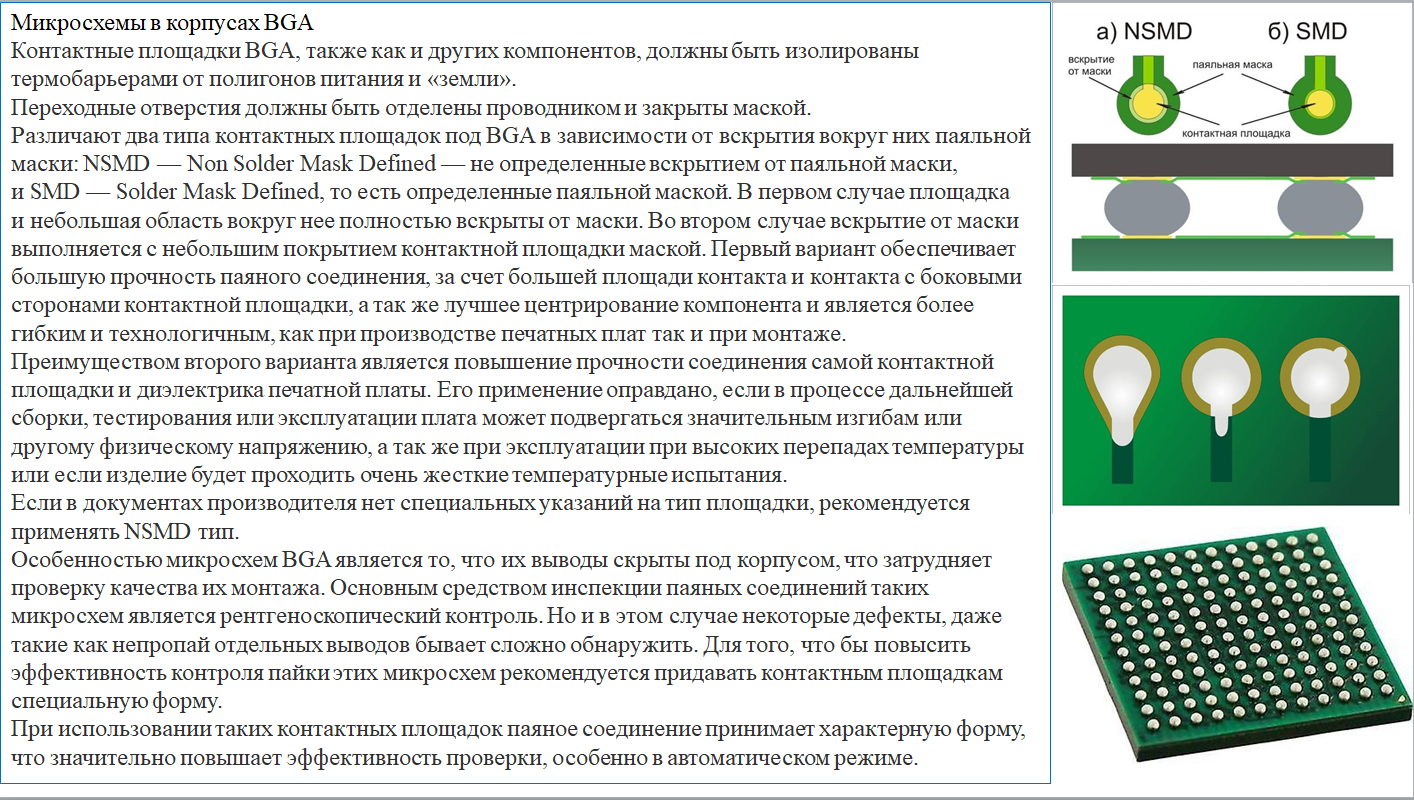 Микросхемы в корпусах BGA
Контактные площадки BGA, также как и других компонентов, должны быть изолированы
термобарьерами от полигонов питания и «земли».
Переходные отверстия должны быть отделены проводником и закрыты маской.
Различают два типа контактных площадок под BGA в зависимости от вскрытия вокруг них паяльной
маски: NSMD — Non Solder Mask Defined — не определенные вскрытием от паяльной маски,
и SMD — Solder Mask Defined, то есть определенные паяльной маской. В первом случае площадка
и небольшая область вокруг нее полностью вскрыты от маски. Во втором случае вскрытие от маски
выполняется с небольшим покрытием контактной площадки маской. Первый вариант обеспечивает
большую прочность паяного соединения, за счет большей площади контакта и контакта с боковыми
сторонами контактной площадки, а так же лучшее центрирование компонента и является более
гибким и технологичным, как при производстве печатных плат так и при монтаже.
Преимуществом второго варианта является повышение прочности соединения самой контактной
площадки и диэлектрика печатной платы. Его применение оправдано, если в процессе дальнейшей
сборки, тестирования или эксплуатации плата может подвергаться значительным изгибам или
другому физическому напряжению, а так же при эксплуатации при высоких перепадах температуры
или если изделие будет проходить очень жесткие температурные испытания.
Если в документах производителя нет специальных указаний на тип площадки, рекомендуется
применять NSMD тип.
Особенностью микросхем BGA является то, что их выводы скрыты под корпусом, что затрудняет
проверку качества их монтажа. Основным средством инспекции паяных соединений таких
микросхем является рентгеноскопический контроль. Но и в этом случае некоторые дефекты, даже
такие как непропай отдельных выводов бывает сложно обнаружить. Для того, что бы повысить
эффективность контроля пайки этих микросхем рекомендуется придавать контактным площадкам
специальную форму.
При использовании таких контактных площадок паяное соединение принимает характерную форму,
что значительно повышает эффективность проверки, особенно в автоматическом режиме.
а) NSMD
б) SMD
вскрытие
от маски
паяльная маска
контактная площадка